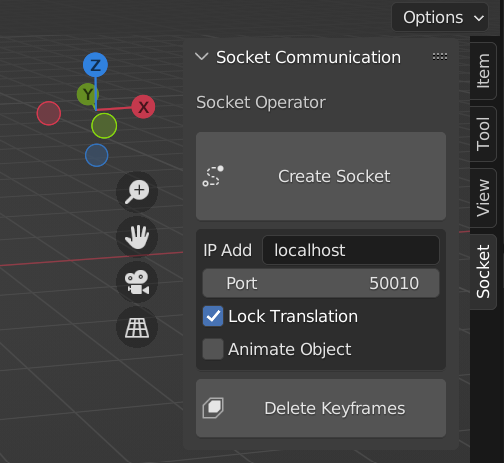 Options
Socket Communication
Socket Operator
Create Socket
IP Add localhost
Port 50010
Lock Translation
Animate Object
Delete Keyframes
Item
Tool
View
Socket
Z
Y
X